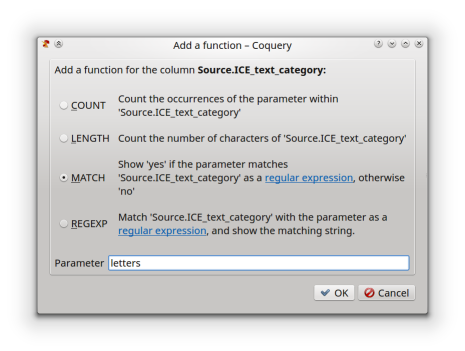 Add a function – Coquery
Add a function for the column Source.ICE_text_category:
COUNT
Count the occurrences of the parameter within
'Source.ICE_text_category'
LENGTH
Count the number of characters of 'Source.ICE_text_category'
MATCH
Show 'yes' if the parameter matches
'Source.ICE_text_category' as a regular expression, otherwise
'no'
REGEXP
Match 'Source.ICE_text_category' with the parameter as a
regular expression, and show the matching string.
Parameter letters
OK Cancel